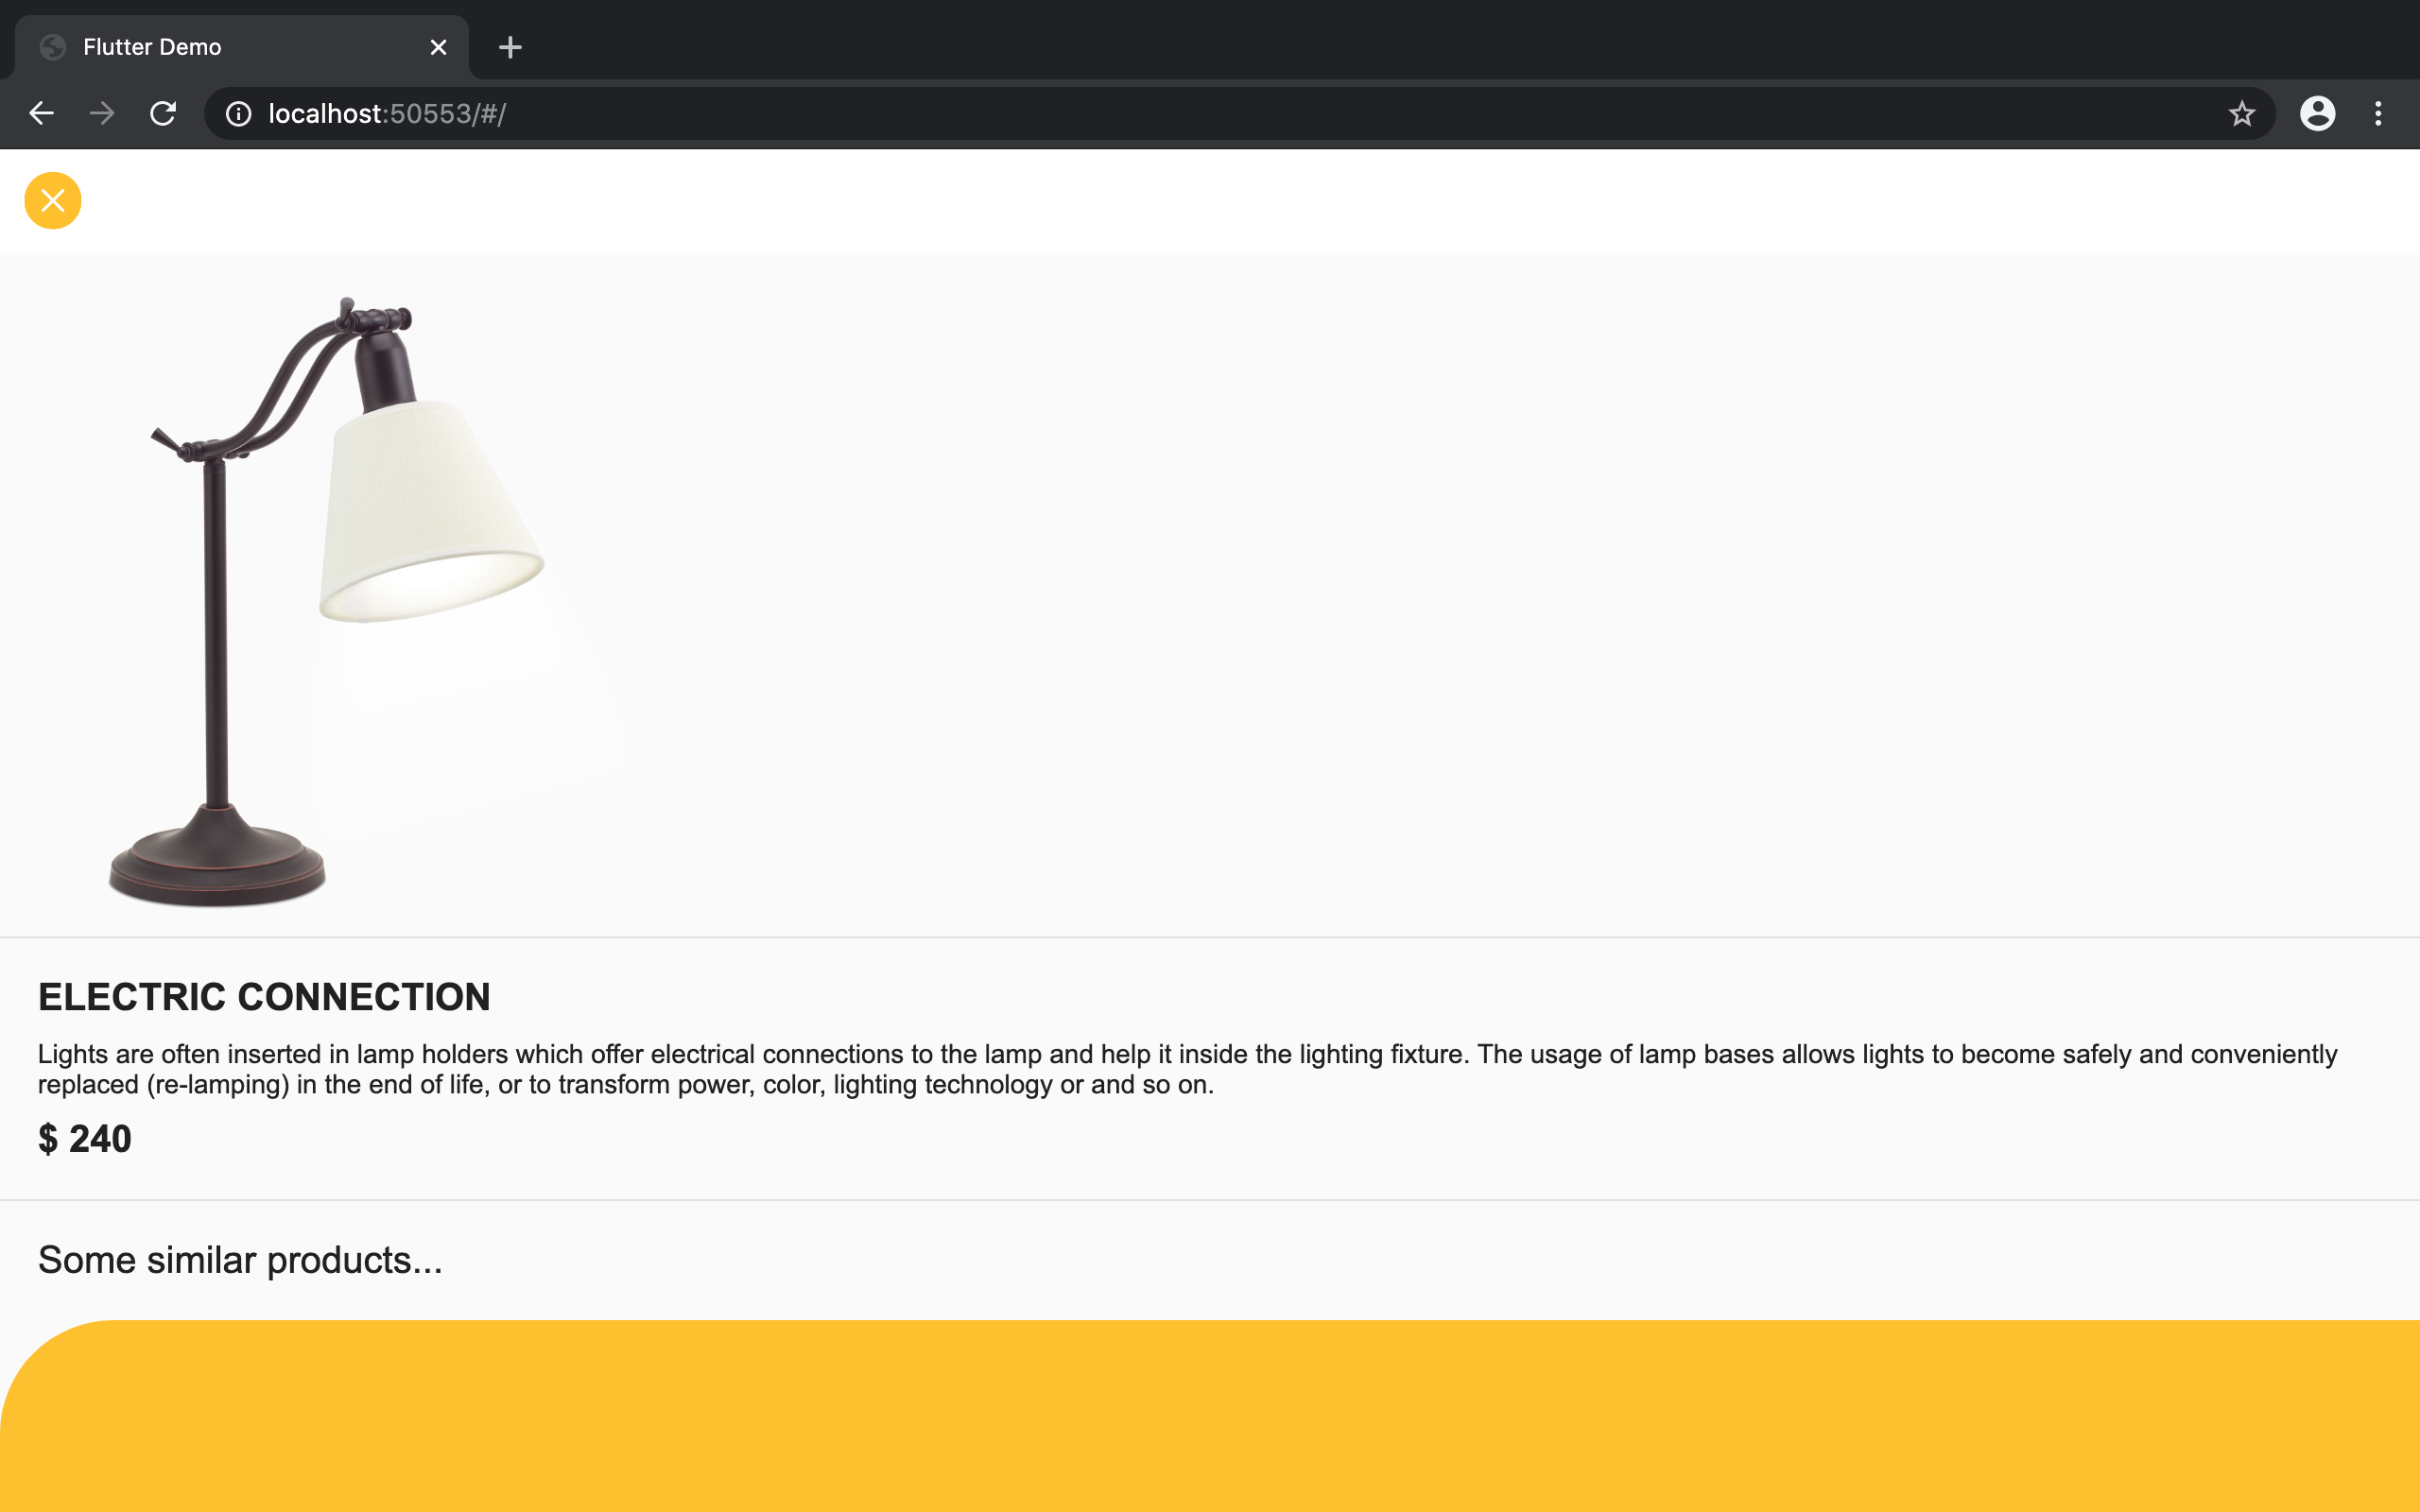 Flutter Demo
localhost:50553/#/
ELECTRIC CONNECTION
Lights are often inserted in lamp holders which offer electrical connections to the lamp and help it inside the lighting fixture. The usage of lamp bases allows lights to become safely and conveniently
replaced (re-lamping) in the end of life, or to transform power, color, lighting technology or and so on.
$ 240
Some similar products...